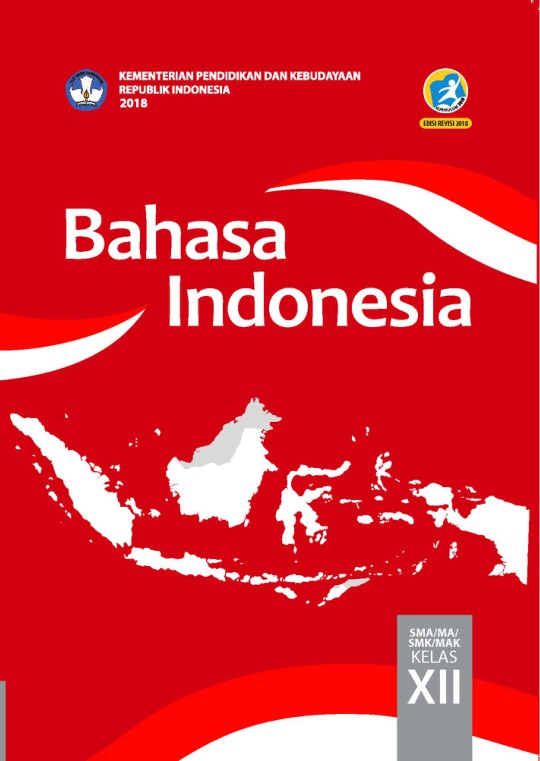 KEMENTERIAN PENDIDIKAN DAN KEBUDAYAAN
REPUBLIK INDONESIA
2018
EDISI REVISI 2018
Bahasa
Indonesia
SMA/MA/
SMK/MAK
KELAS
XII